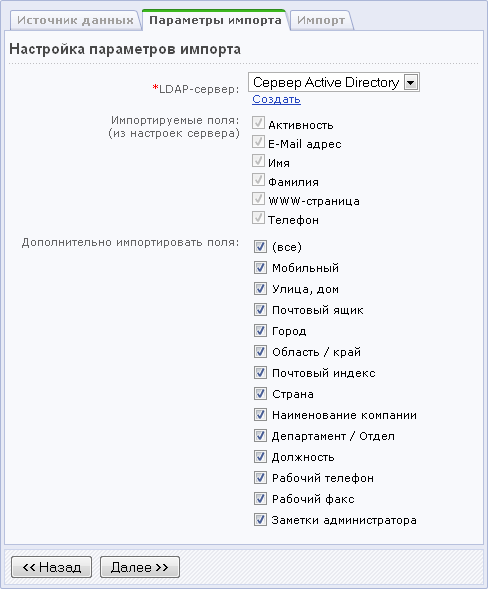 Источник данных
Параметры импорта
Импорт
Настройка параметров импорта
*LDAP-сервер:
Сервер Active Directory
Создать
Импортируемые поля:
(из настроек сервера)
Активность
E-Mail адрес
Имя
Фамилия
WWW-страница
Телефон
Дополнительно импортировать поля:
(все)
Мобильный
Улица, дом
Почтовый ящик
Город
Область / край
Почтовый индекс
Страна
Наименование компании
Департамент / Отдел
Должность
Рабочий телефон
Рабочий факс
Заметки администратора
<< Назад
Далее >>